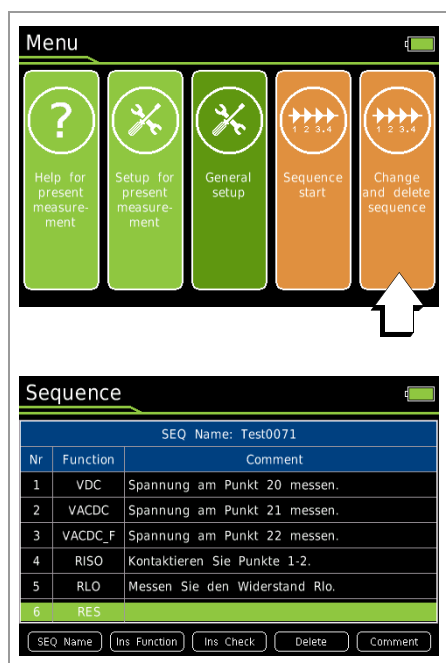 Menu
?
Help for
present
measure-
ment
Setup for
present
measure-
ment
General
setup
1 2 3.4
Sequence
start
1 2 3.4
Change
and delete
sequence
Sequence
SEQ Name: Test0071
Nr Function Comment
1 VDC Spannung am Punkt 20 messen.
2 VACDC Spannung am Punkt 21 messen.
3 VACDC_F Spannung am Punkt 22 messen.
4 RISO Kontaktieren Sie Punkte 1-2.
5 RLO Messen Sie den Widerstand Rlo.
6 RES
SEQ Name Ins Function Ins Check Delete Comment